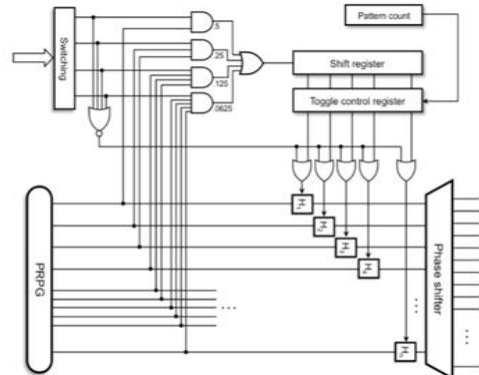 Pattern count
Switching
.5
.25
.125
.0625
Shift register
Toggle control register
PRPG
H1
H2
H3
H4
Phase shifter